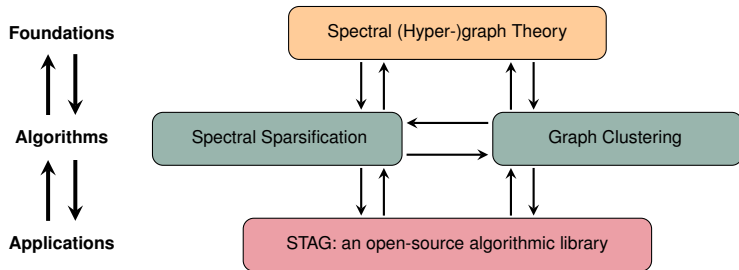 Foundations
Spectral (Hyper-)graph Theory
Algorithms
Spectral Sparsification
Graph Clustering
Applications
STAG: an open-source algorithmic library